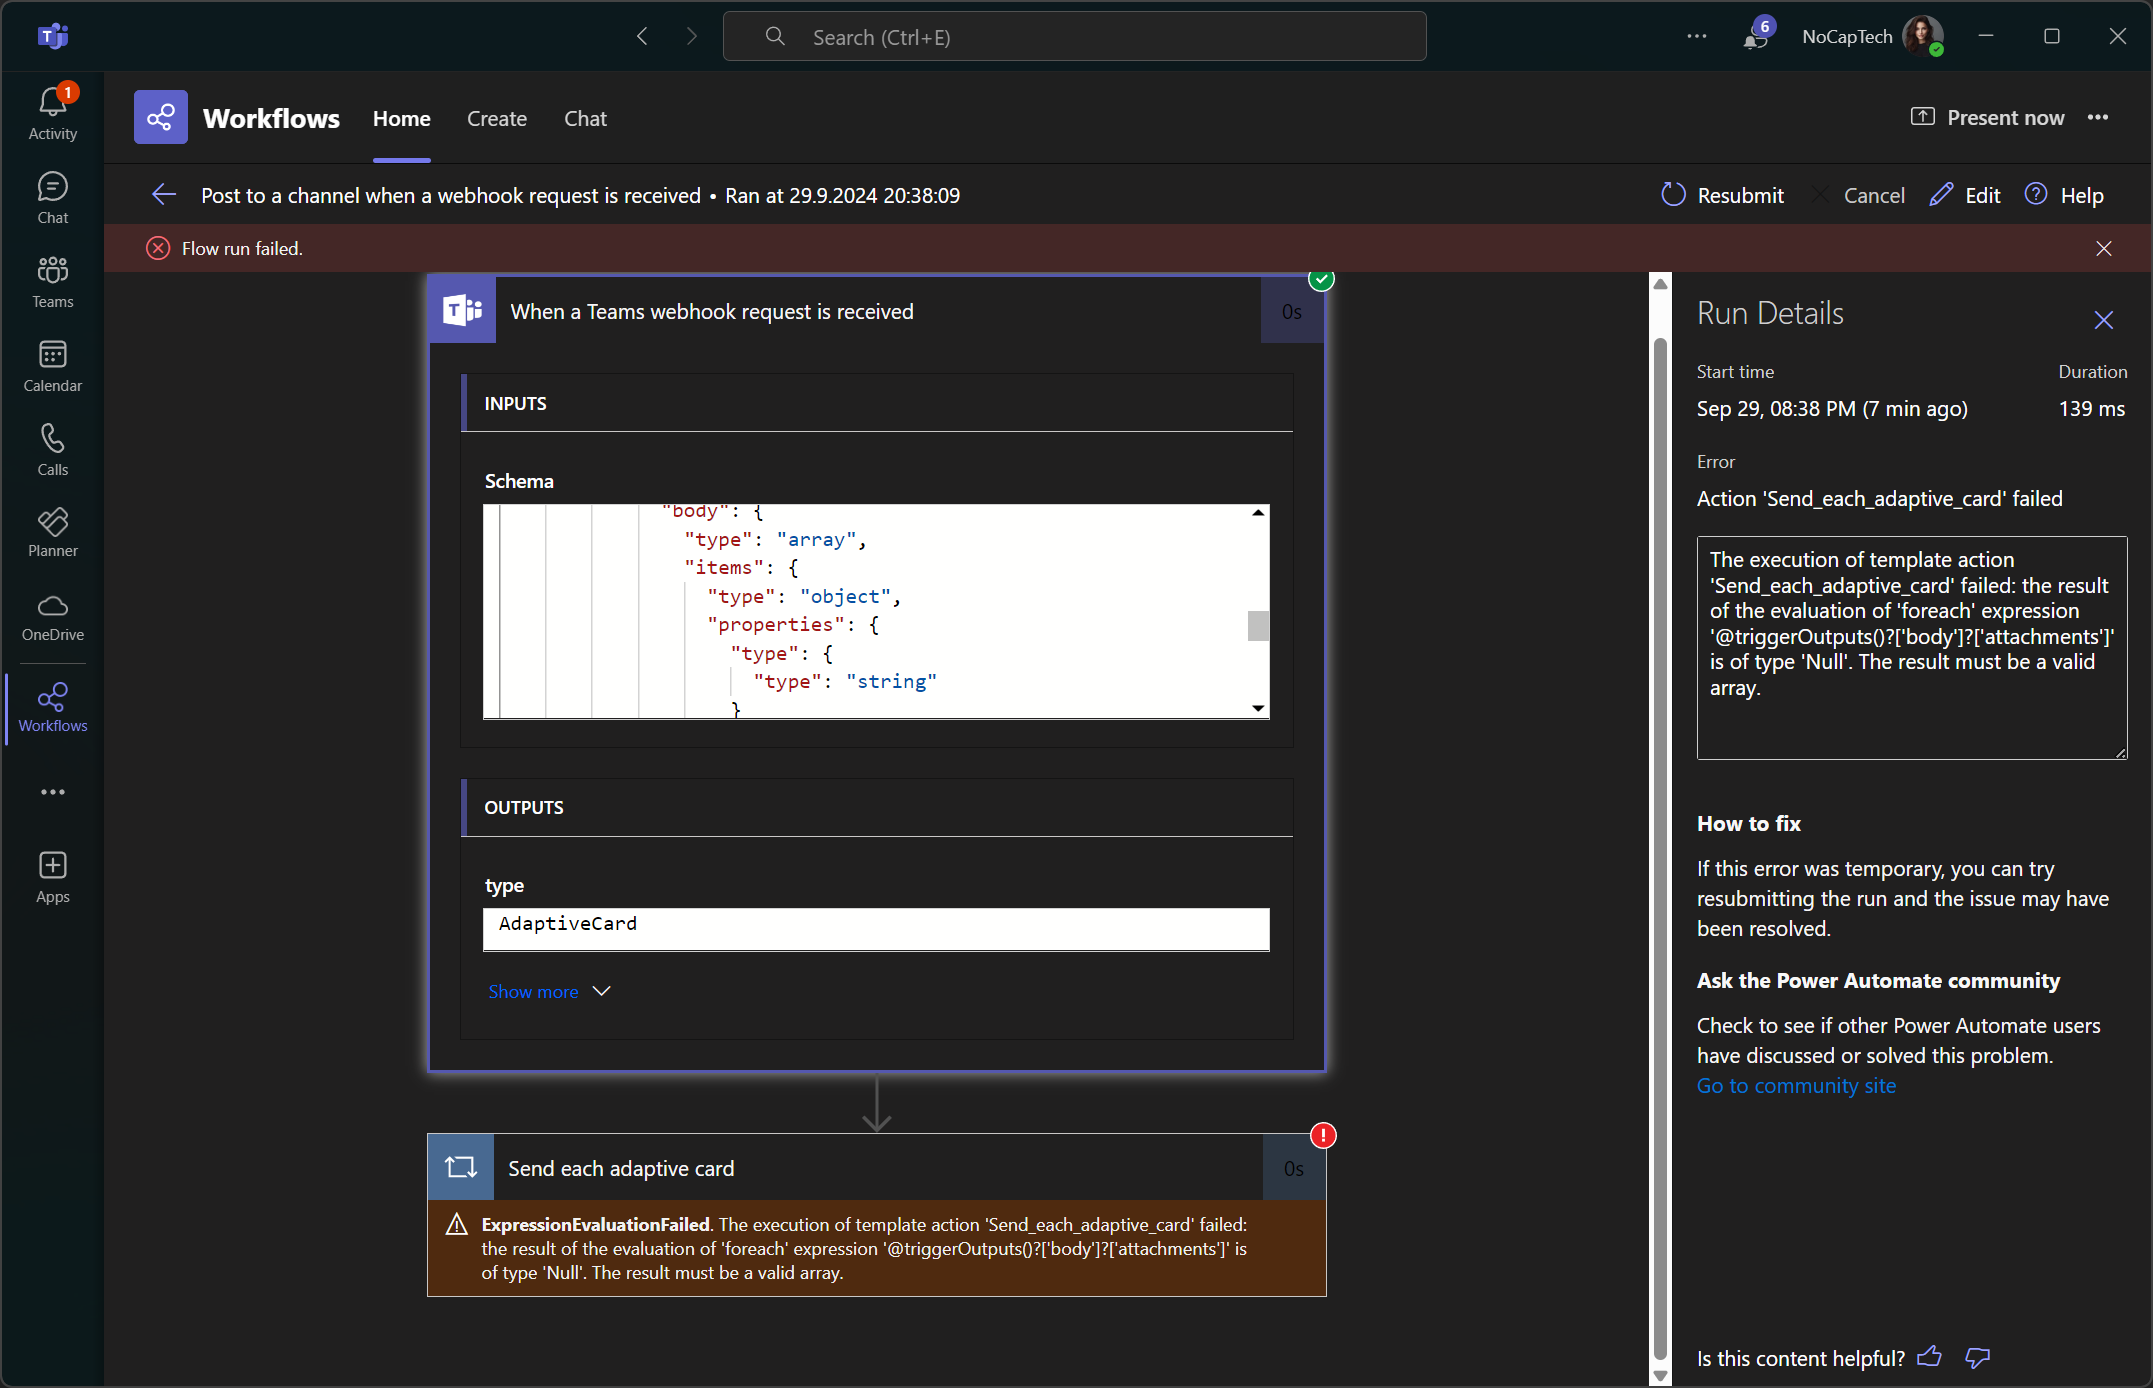 Search (Ctrl+E)
6
NoCapTech
1
Activity
Chat
Teams
Calendar
Calls
Planner
OneDrive
Workflows
Apps
Workflows
Home
Create
Chat
Present now
Post to a channel when a webhook request is received • Ran at 29.9.2024 20:38:09
Resubmit
Cancel
Edit
Help
Flow run failed.
When a Teams webhook request is received
0s
INPUTS
Schema
"body": {
"type": "array",
"items": {
"type": "object",
"properties": {
"type": {
"type": "string"
}
OUTPUTS
type
AdaptiveCard
Show more
Send each adaptive card
0s
ExpressionEvaluationFailed. The execution of template action 'Send_each_adaptive_card' failed:
the result of the evaluation of 'foreach' expression '@triggerOutputs()?['body']?['attachments']' is
of type 'Null'. The result must be a valid array.
Run Details
Start time
Duration
Sep 29, 08:38 PM (7 min ago)
139 ms
Error
Action 'Send_each_adaptive_card' failed
The execution of template action
'Send_each_adaptive_card' failed: the result
of the evaluation of 'foreach' expression
'@triggerOutputs()?['body']?['attachments']'
is of type 'Null'. The result must be a valid
array.
How to fix
If this error was temporary, you can try
resubmitting the run and the issue may have
been resolved.
Ask the Power Automate community
Check to see if other Power Automate users
have discussed or solved this problem.
Go to community site
Is this content helpful?